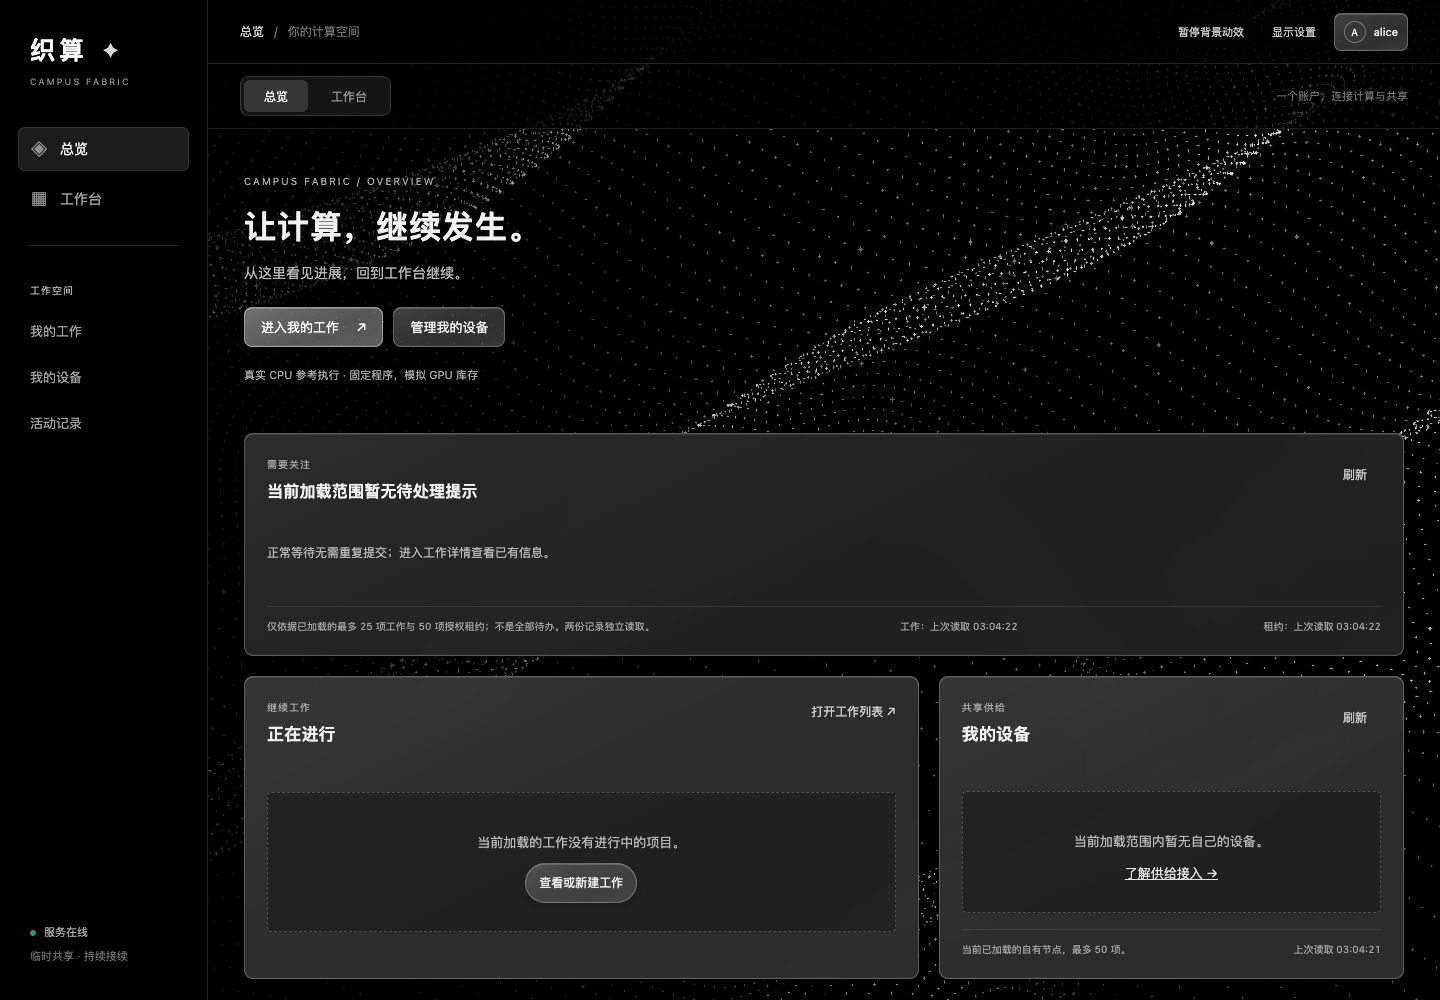 织算
CAMPUS FABRIC
总览
工作台
工作空间
我的工作
我的设备
活动记录
服务在线
临时共享 · 持续接续
总览 / 你的计算空间
暂停背景动效
显示设置
A alice
总览
工作台
一个账户，连接计算与共享
CAMPUS FABRIC / OVERVIEW
让计算，继续发生。
从这里看见进展，回到工作台继续。
进入我的工作 ↗
管理我的设备
真实 CPU 参考执行 · 固定程序，模拟 GPU 库存
需要关注
当前加载范围暂无待处理提示
刷新
正常等待无需重复提交；进入工作详情查看已有信息。
仅依据已加载的最多 25 项工作与 50 项授权租约；不是全部待办。两份记录独立读取。
工作：上次读取 03:04:22
租约：上次读取 03:04:22
继续工作
正在进行
打开工作列表 ↗
当前加载的工作没有进行中的项目。
查看或新建工作
共享供给
我的设备
刷新
当前加载范围内暂无自己的设备。
了解供给接入 →
当前已加载的自有节点，最多 50 项。
上次读取 03:04:21